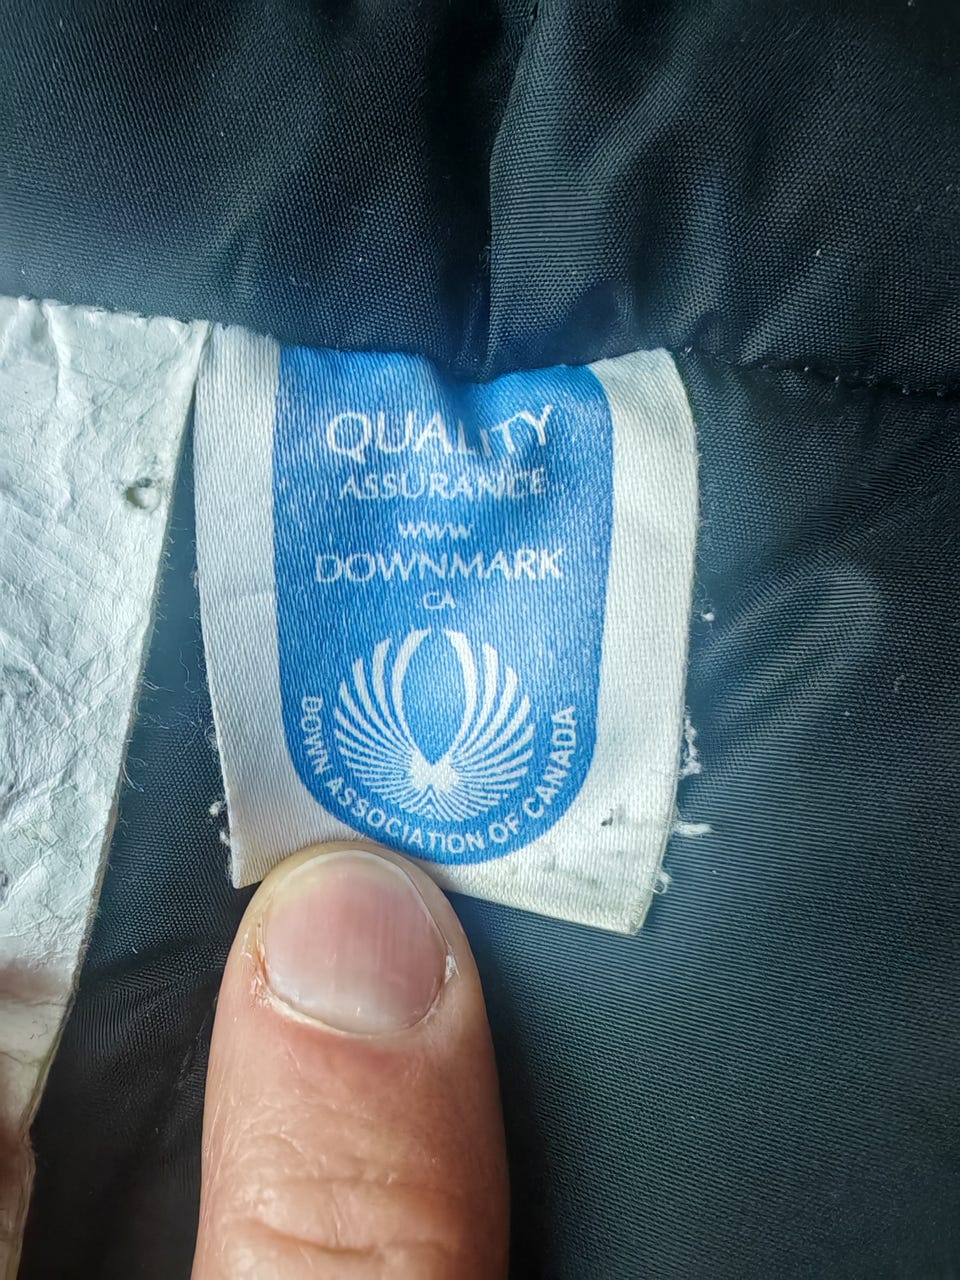 QUALITY
ASSURANCE
www
DOWNMARK
CA
DOWN ASSOCIATION OF CANADA